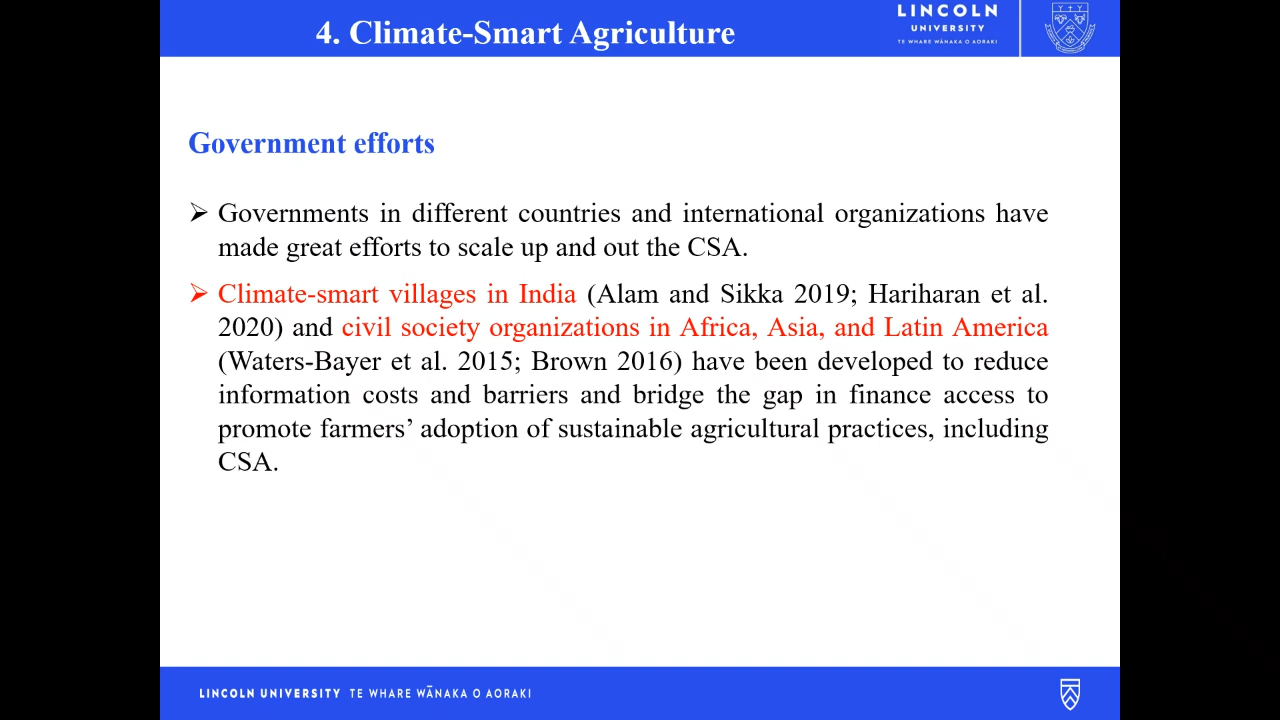 4. Climate-Smart Agriculture
LINCOLN
UNIVERSITY
TE WHARE WĀNAKA O AORAKI
Government efforts
➢ Governments in different countries and international organizations have
made great efforts to scale up and out the CSA.
➢ Climate-smart villages in India (Alam and Sikka 2019; Hariharan et al.
2020) and civil society organizations in Africa, Asia, and Latin America
(Waters-Bayer et al. 2015; Brown 2016) have been developed to reduce
information costs and barriers and bridge the gap in finance access to
promote farmers’ adoption of sustainable agricultural practices, including
CSA.
LINCOLN UNIVERSITY TE WHARE WĀNAKA O AORAKI